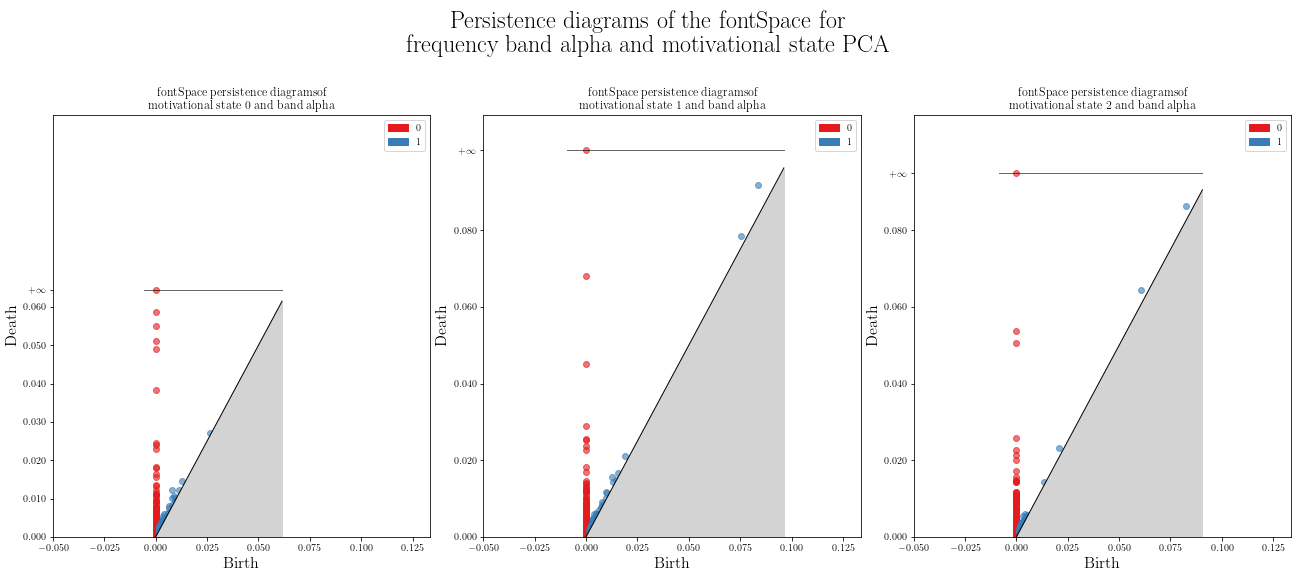 Persistence diagrams of the fontSpace for
frequency band alpha and motivational state PCA
fontSpace persistence diagramsof
motivational state 0 and band alpha
0
1
+∞
0.060
0.050
0.040
0.030
0.020
0.010
0.000
Death
−0.050 −0.025 0.000 0.025 0.050 0.075 0.100 0.125
Birth
fontSpace persistence diagramsof
motivational state 1 and band alpha
0
1
+∞
0.080
0.060
0.040
0.020
0.000
Death
−0.050 −0.025 0.000 0.025 0.050 0.075 0.100 0.125
Birth
fontSpace persistence diagramsof
motivational state 2 and band alpha
0
1
+∞
0.080
0.060
0.040
0.020
0.000
Death
−0.050 −0.025 0.000 0.025 0.050 0.075 0.100 0.125
Birth